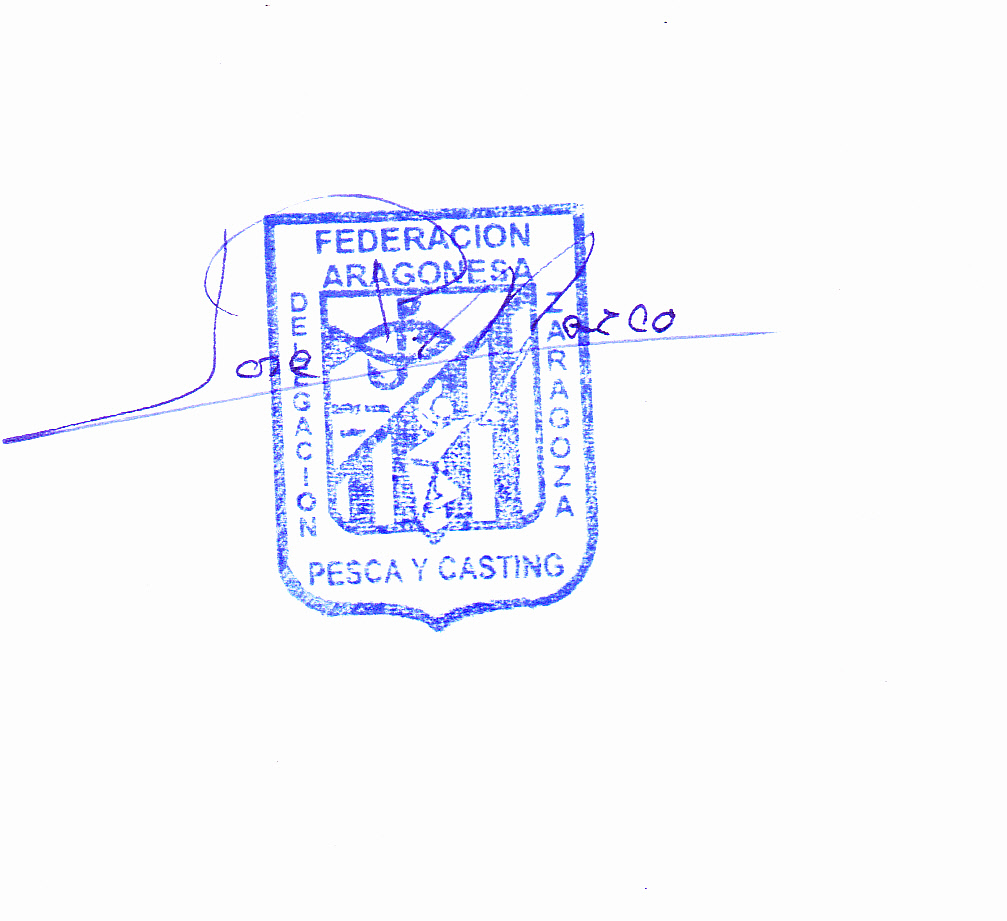 FEDERACION
ARAGONESA
DELEGACION
ZARAGOZA
PESCA Y CASTING